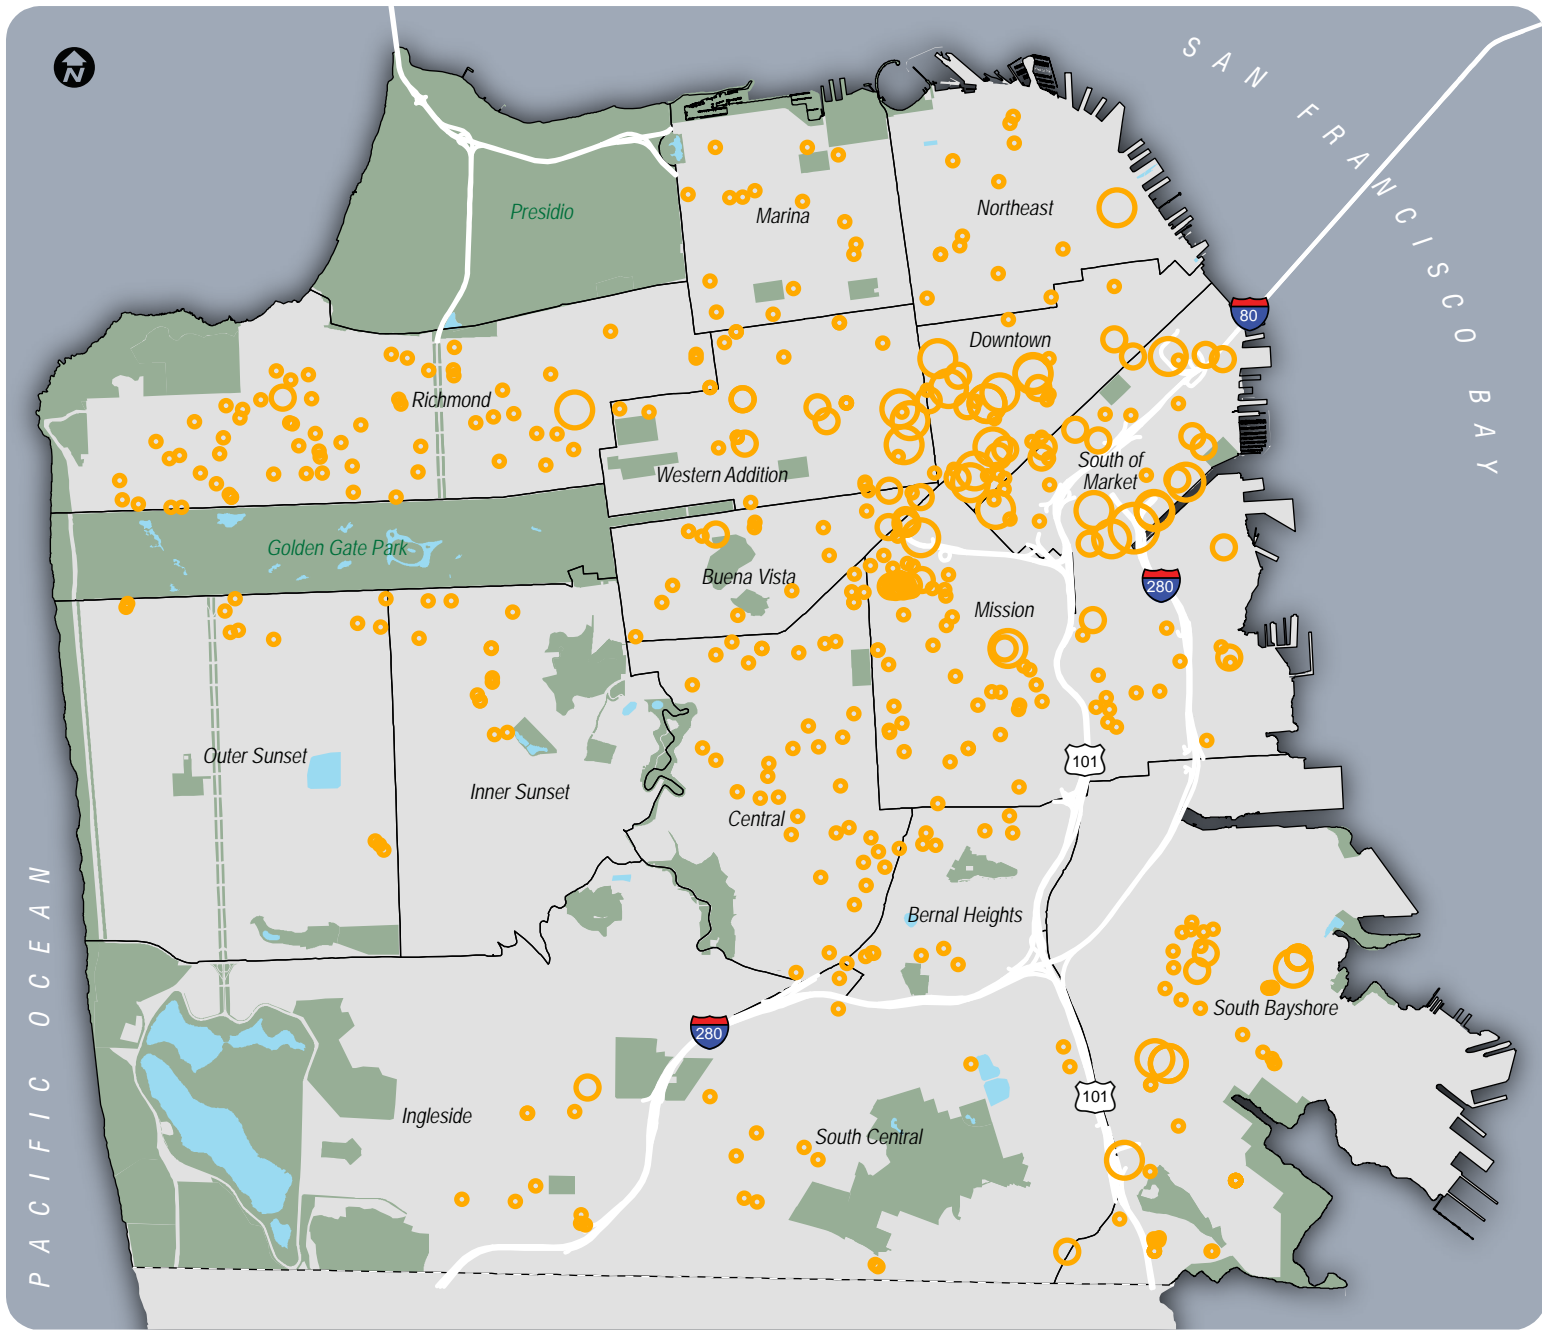 N
SAN FRANCISCO BAY
Presidio
Marina
Northeast
80
Downtown
Richmond
Western Addition
South of
Market
Golden Gate Park
Buena Vista
280
Mission
Outer Sunset
101
Inner Sunset
Central
Bernal Heights
PACIFIC OCEAN
South Bayshore
280
101
Ingleside
South Central